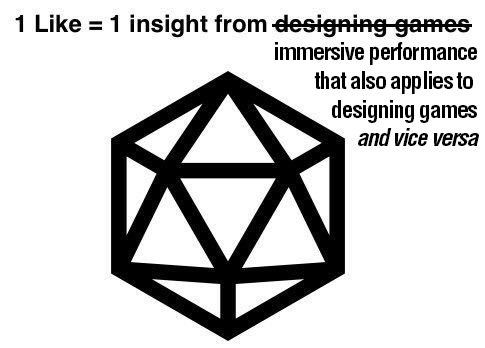 1 Like = 1 insight from designing games
immersive performance
that also applies to
designing games
and vice versa